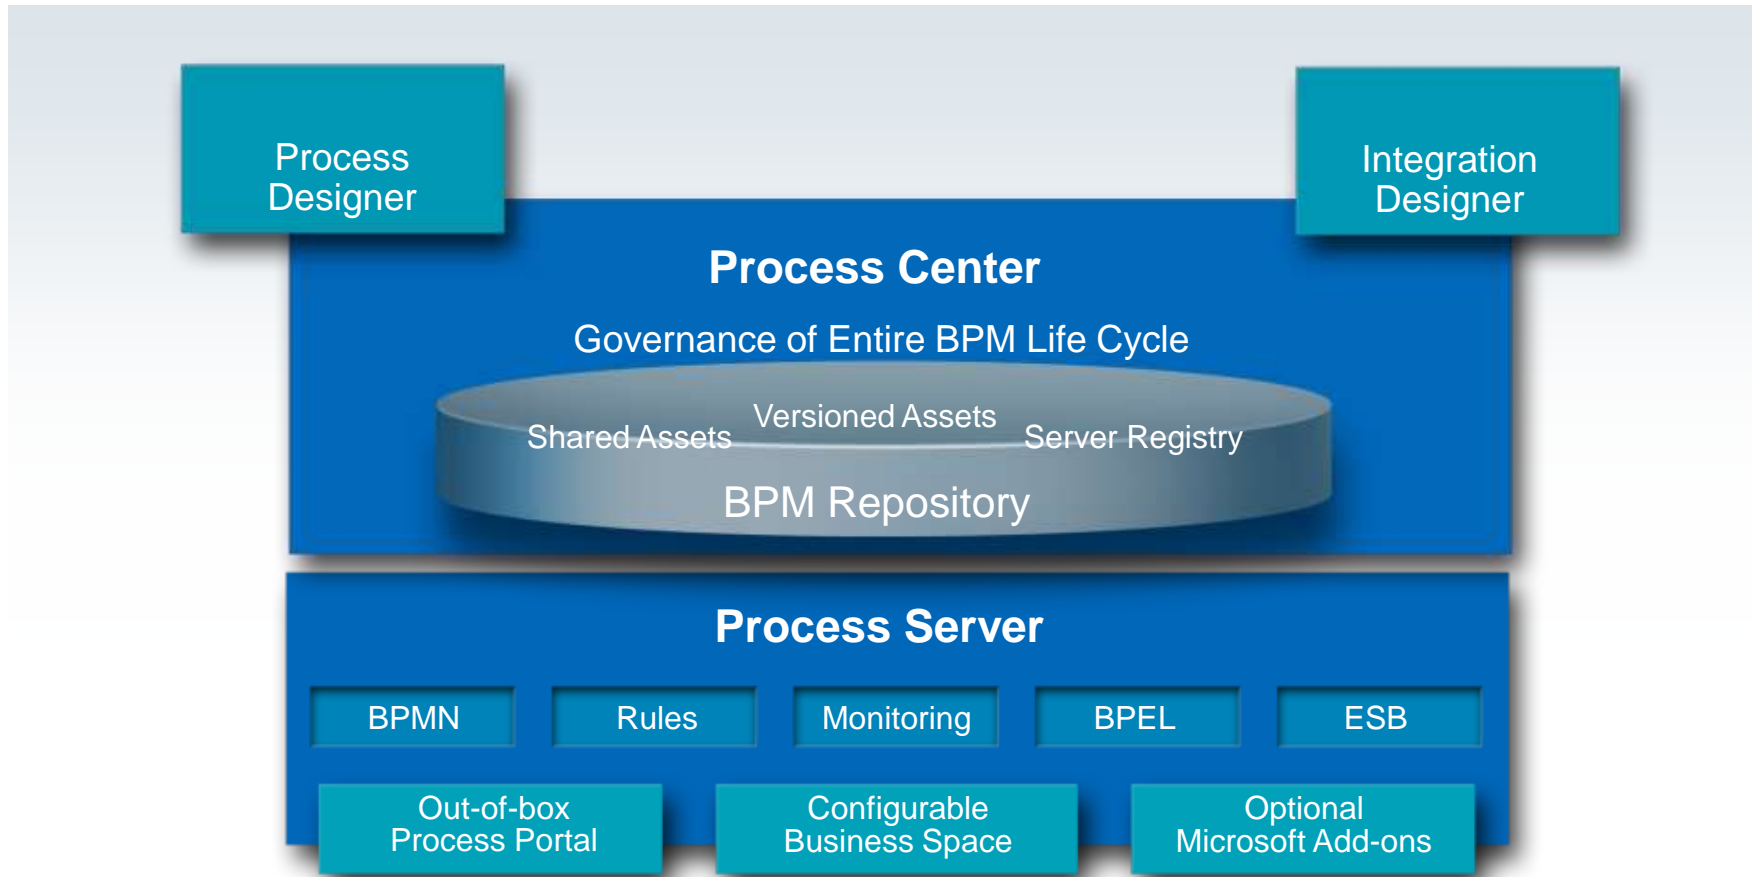 Process
Designer
Integration
Designer
Process Center
Governance of Entire BPM Life Cycle
Versioned Assets
Shared Assets
Server Registry
BPM Repository
Process Server
BPMN
Rules
Monitoring
BPEL
ESB
Out-of-box
Process Portal
Configurable
Business Space
Optional
Microsoft Add-ons